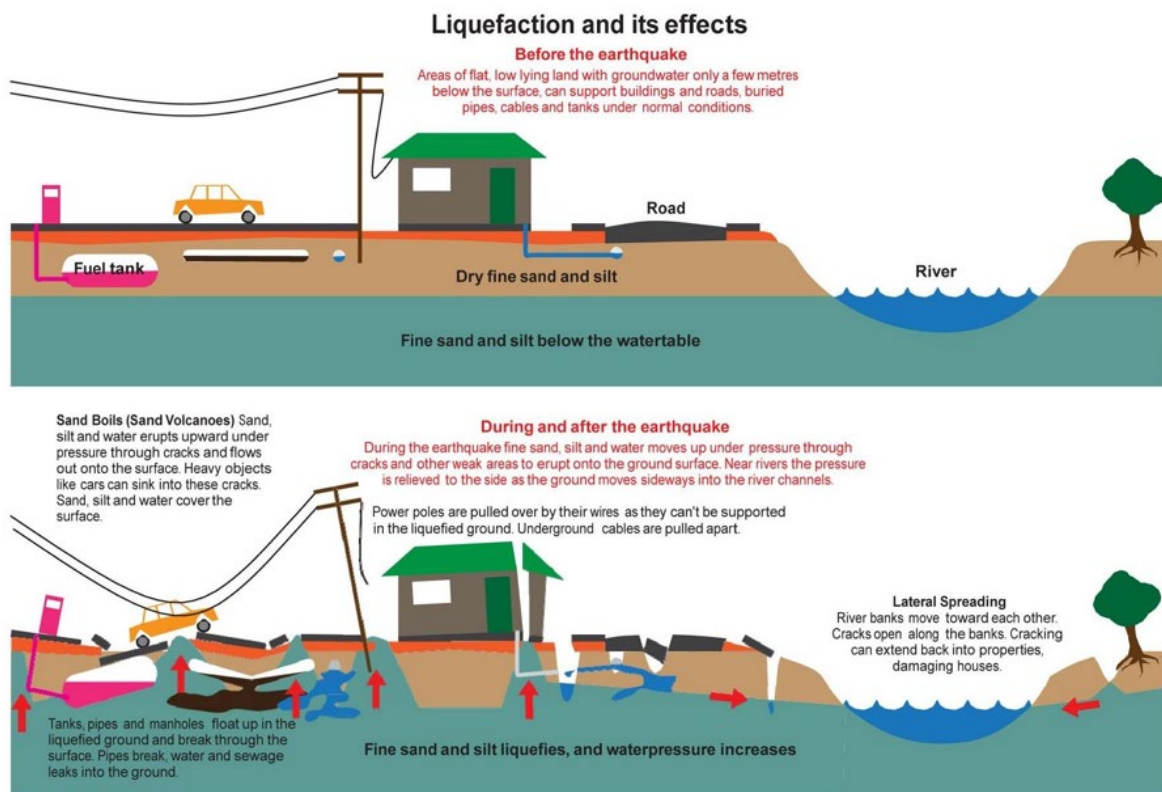 Liquefaction and its effects
Before the earthquake
Areas of flat, low lying land with groundwater only a few metres
below the surface, can support buildings and roads, buried
pipes, cables and tanks under normal conditions.
Road
Fuel tank
Dry fine sand and silt
River
Fine sand and silt below the watertable
Sand Boils (Sand Volcanoes) Sand,
silt and water erupts upward under
pressure through cracks and flows
out onto the surface. Heavy objects
like cars can sink into these cracks.
Sand, silt and water cover the
surface.
During and after the earthquake
During the earthquake fine sand, silt and water moves up under pressure through
cracks and other weak areas to erupt onto the ground surface. Near rivers the pressure
is relieved to the side as the ground moves sideways into the river channels.
Power poles are pulled over by their wires as they can't be supported
in the liquefied ground. Underground cables are pulled apart.
Lateral Spreading
River banks move toward each other.
Cracks open along the banks. Cracking
can extend back into properties,
damaging houses.
Tanks, pipes and manholes float up in the
liquefied ground and break through the
surface. Pipes break, water and sewage
leaks into the ground.
Fine sand and silt liquefies, and waterpressure increases